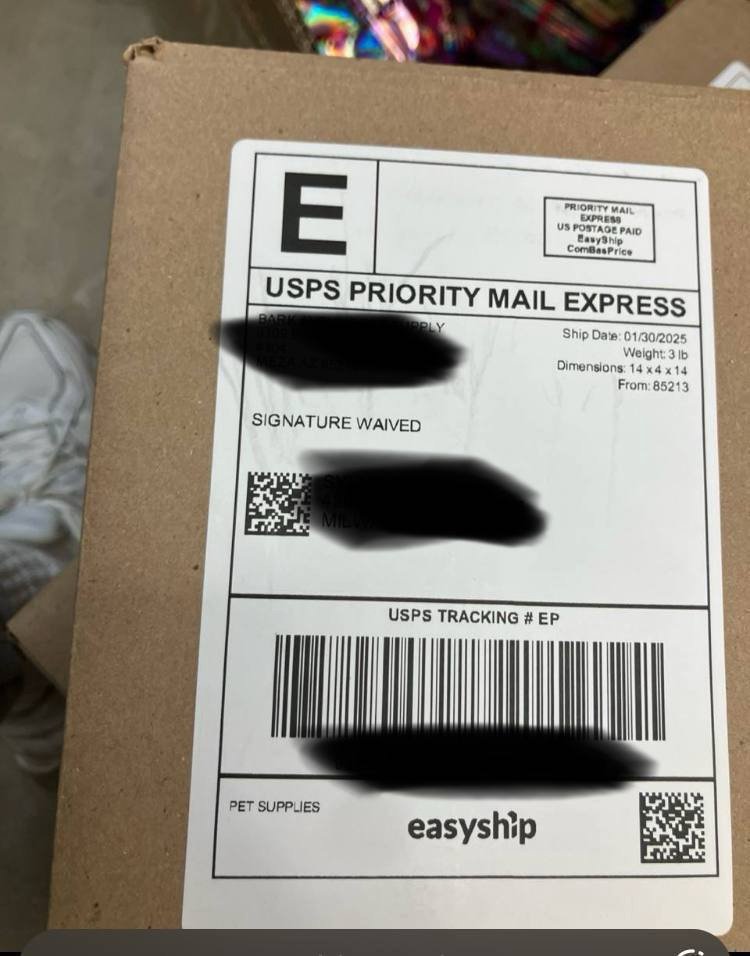 E
PRIORITY MAIL
EXPRESS
US POSTAGE PAID
EasyShip
ComBasPrice
USPS PRIORITY MAIL EXPRESS
Ship Date: 01/30/2025
Weight: 3 lb
Dimensions: 14 x 4 x 14
From: 85213
SIGNATURE WAIVED
USPS TRACKING # EP
PET SUPPLIES
easyship